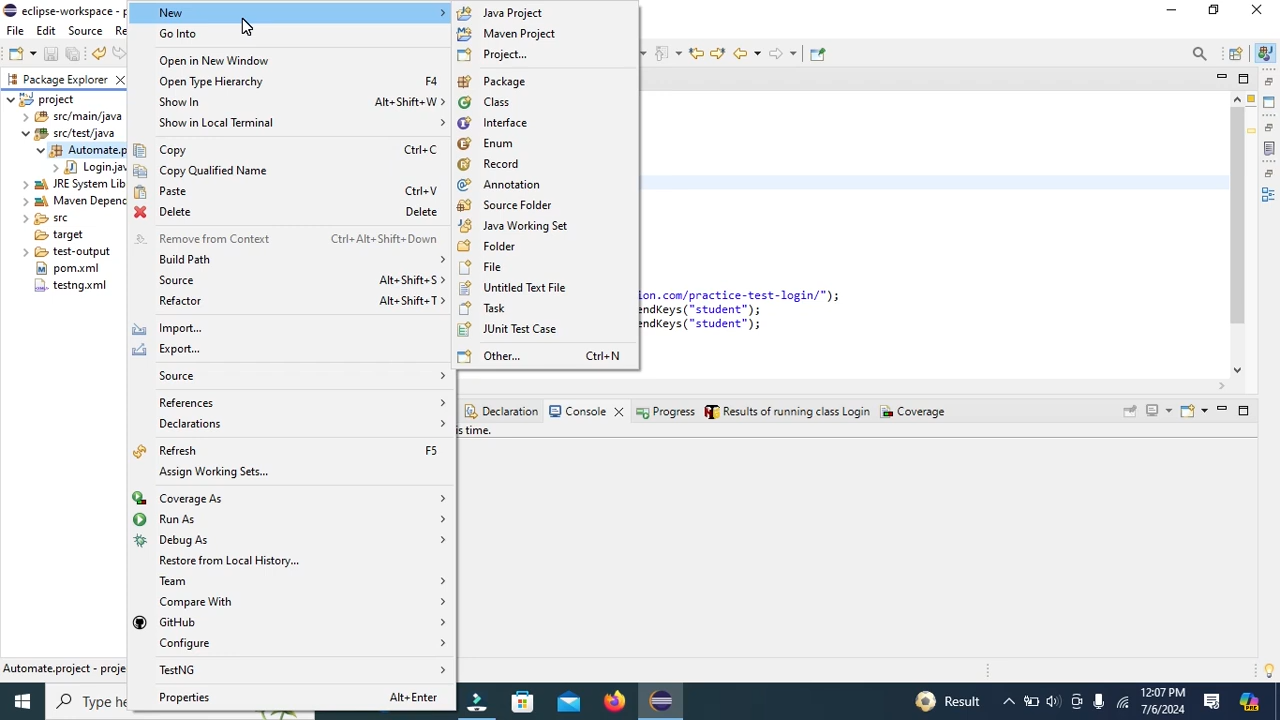 eclipse-workspace
File Edit Source Re
Package Explorer
project
src/main/java
src/test/java
Automate.p
Login.jav
JRE System Lib
Maven Depend
src
target
test-output
pom.xml
testng.xml
New
Go Into
Open in New Window
Open Type Hierarchy F4
Show In Alt+Shift+W
Show in Local Terminal
Copy Ctrl+C
Copy Qualified Name
Paste Ctrl+V
Delete Delete
Remove from Context Ctrl+Alt+Shift+Down
Build Path
Source Alt+Shift+S
Refactor Alt+Shift+T
Import...
Export...
Source
References
Declarations
Refresh F5
Assign Working Sets...
Coverage As
Run As
Debug As
Restore from Local History...
Team
Compare With
GitHub
Configure
TestNG
Properties Alt+Enter
Java Project
Maven Project
Project...
Package
Class
Interface
Enum
Record
Annotation
Source Folder
Java Working Set
Folder
File
Untitled Text File
Task
JUnit Test Case
Other... Ctrl+N
ion.com/practice-test-login/");
endKeys("student");
endKeys("student");
Declaration Console Progress Results of running class Login Coverage
is time.
Automate.project - proje
Type he
Result
12:07 PM
7/6/2024
PRE